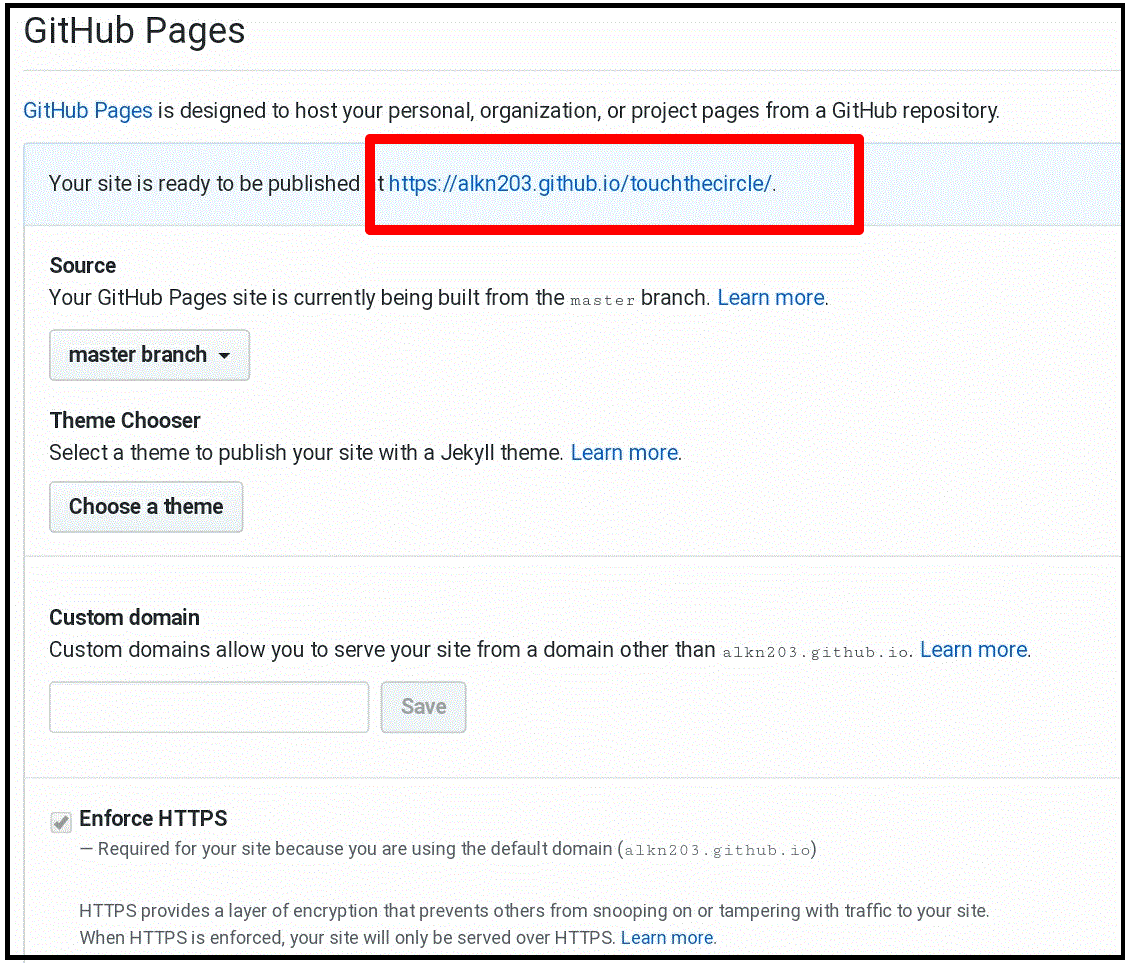 GitHub Pages
GitHub Pages is designed to host your personal, organization, or project pages from a GitHub repository.
Your site is ready to be published t https://alkn203.github.io/touchthecircle/.
Source
Your GitHub Pages site is currently being built from the master branch. Learn more.
master branch
Theme Chooser
Select a theme to publish your site with a Jekyll theme. Learn more.
Choose a theme
Custom domain
Custom domains allow you to serve your site from a domain other than alkn203.github.io. Learn more.
Save
Enforce HTTPS
— Required for your site because you are using the default domain (alkn203.github.io)
HTTPS provides a layer of encryption that prevents others from snooping on or tampering with traffic to your site.
When HTTPS is enforced, your site will only be served over HTTPS. Learn more.